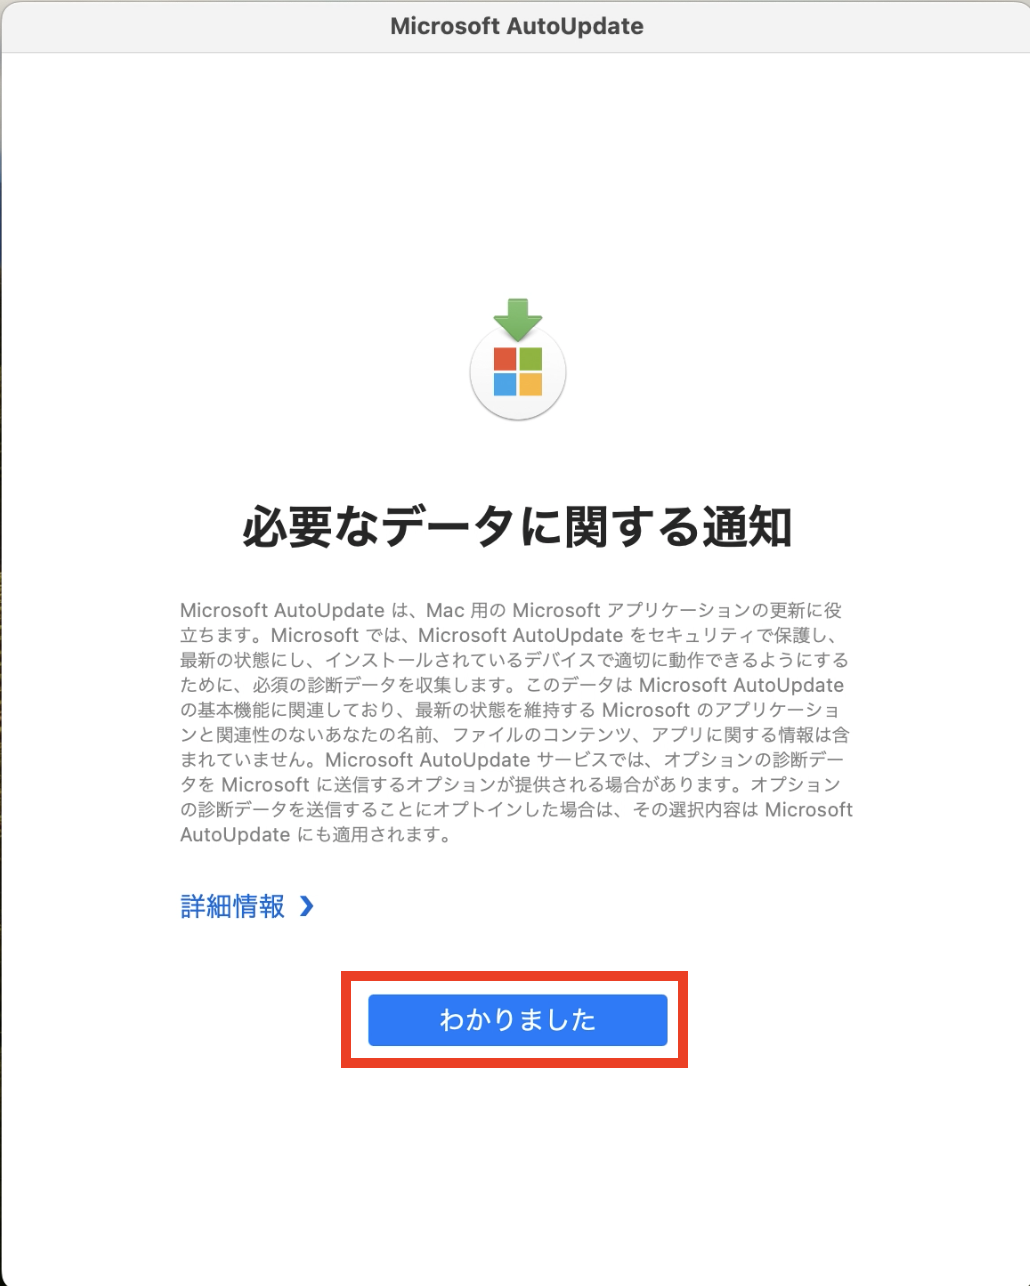 Microsoft AutoUpdate
必要なデータに関する通知
Microsoft AutoUpdate は、Mac 用の Microsoft アプリケーションの更新に役
立ちます。Microsoft では、Microsoft AutoUpdate をセキュリティで保護し、
最新の状態にし、インストールされているデバイスで適切に動作できるようにする
ために、必須の診断データを収集します。このデータは Microsoft AutoUpdate
の基本機能に関連しており、最新の状態を維持する Microsoft のアプリケーショ
ンと関連性のないあなたの名前、ファイルのコンテンツ、アプリに関する情報は含
まれていません。Microsoft AutoUpdate サービスでは、オプションの診断デー
タを Microsoft に送信するオプションが提供される場合があります。オプション
の診断データを送信することにオプトインした場合は、その選択内容は Microsoft
AutoUpdate にも適用されます。
詳細情報 ❯
わかりました